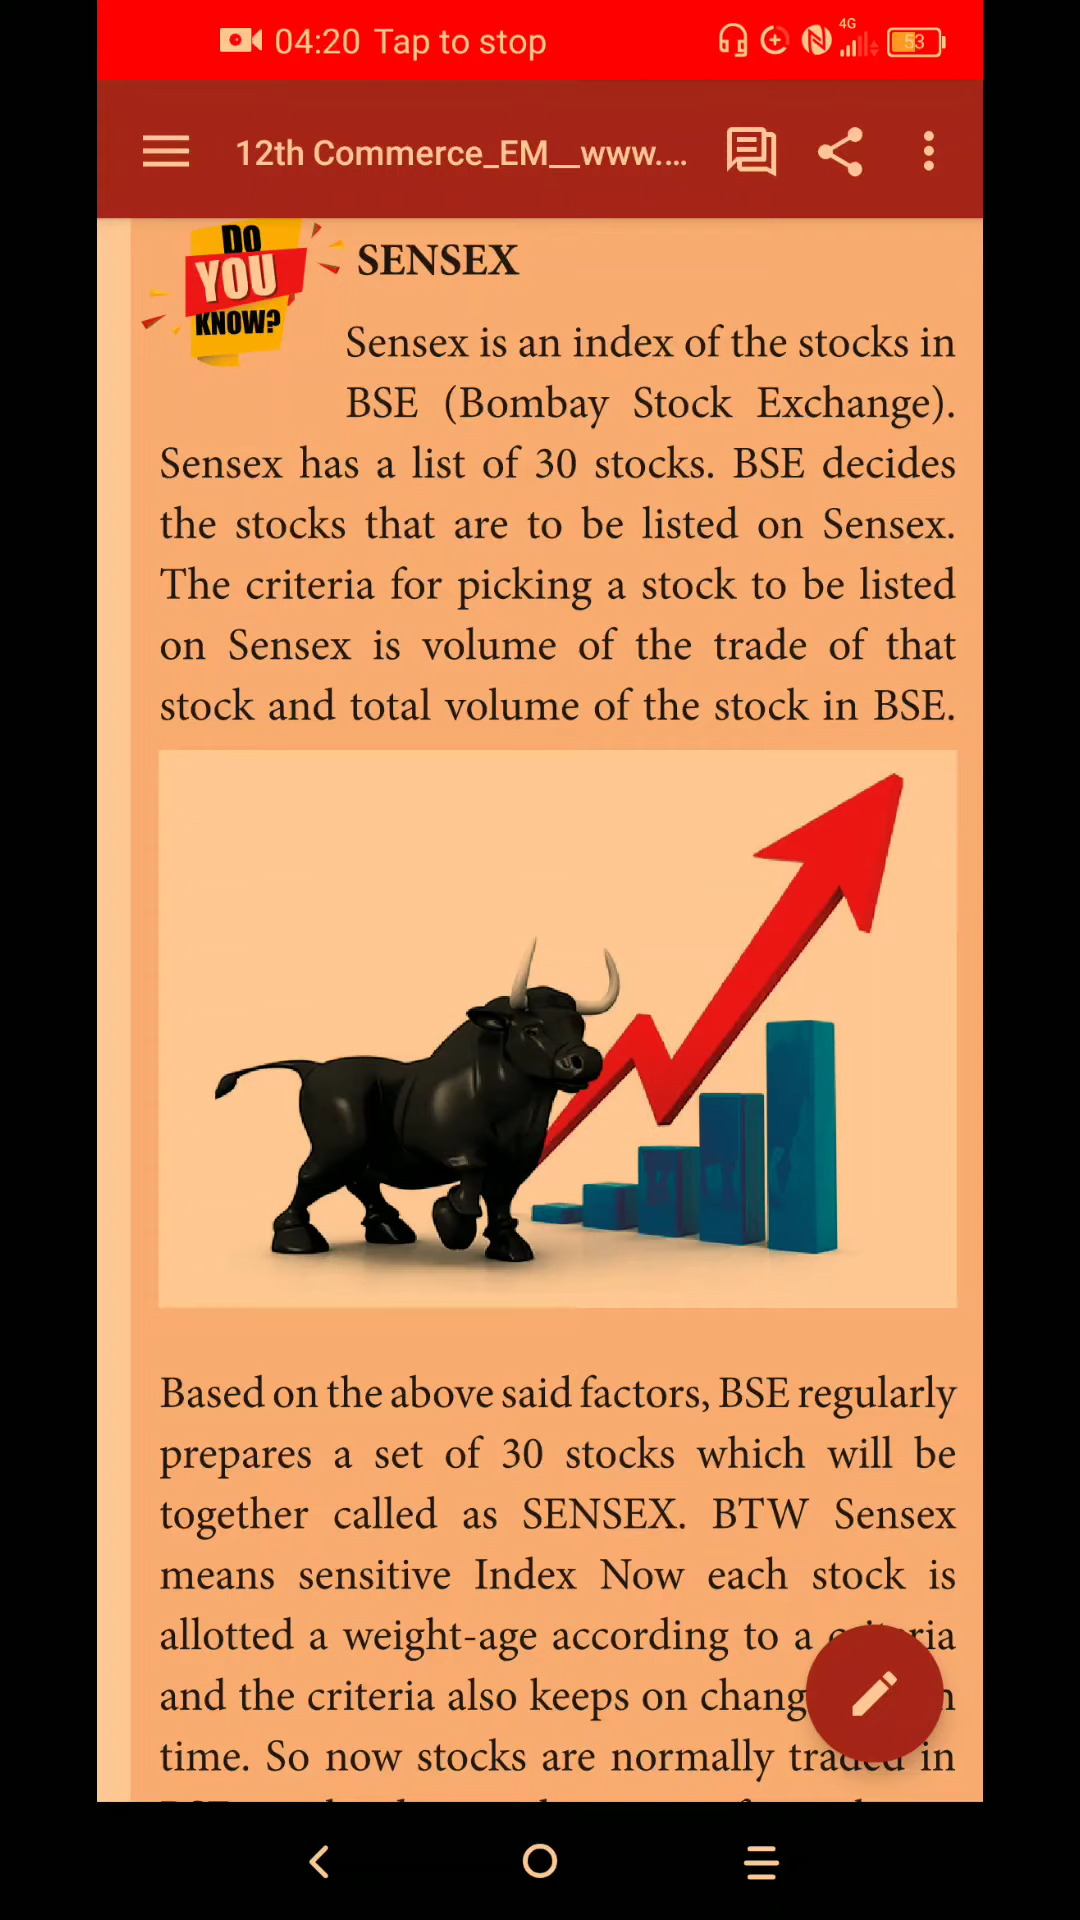 04:20 Tap to stop
4G
53
12th Commerce_EM__www....
DO
YOU
KNOW?
SENSEX
Sensex is an index of the stocks in
BSE (Bombay Stock Exchange).
Sensex has a list of 30 stocks. BSE decides
the stocks that are to be listed on Sensex.
The criteria for picking a stock to be listed
on Sensex is volume of the trade of that
stock and total volume of the stock in BSE.
Based on the above said factors, BSE regularly
prepares a set of 30 stocks which will be
together called as SENSEX. BTW Sensex
means sensitive Index Now each stock is
allotted a weight-age according to a
and the criteria also keeps on
time. So now stocks are normally traded in